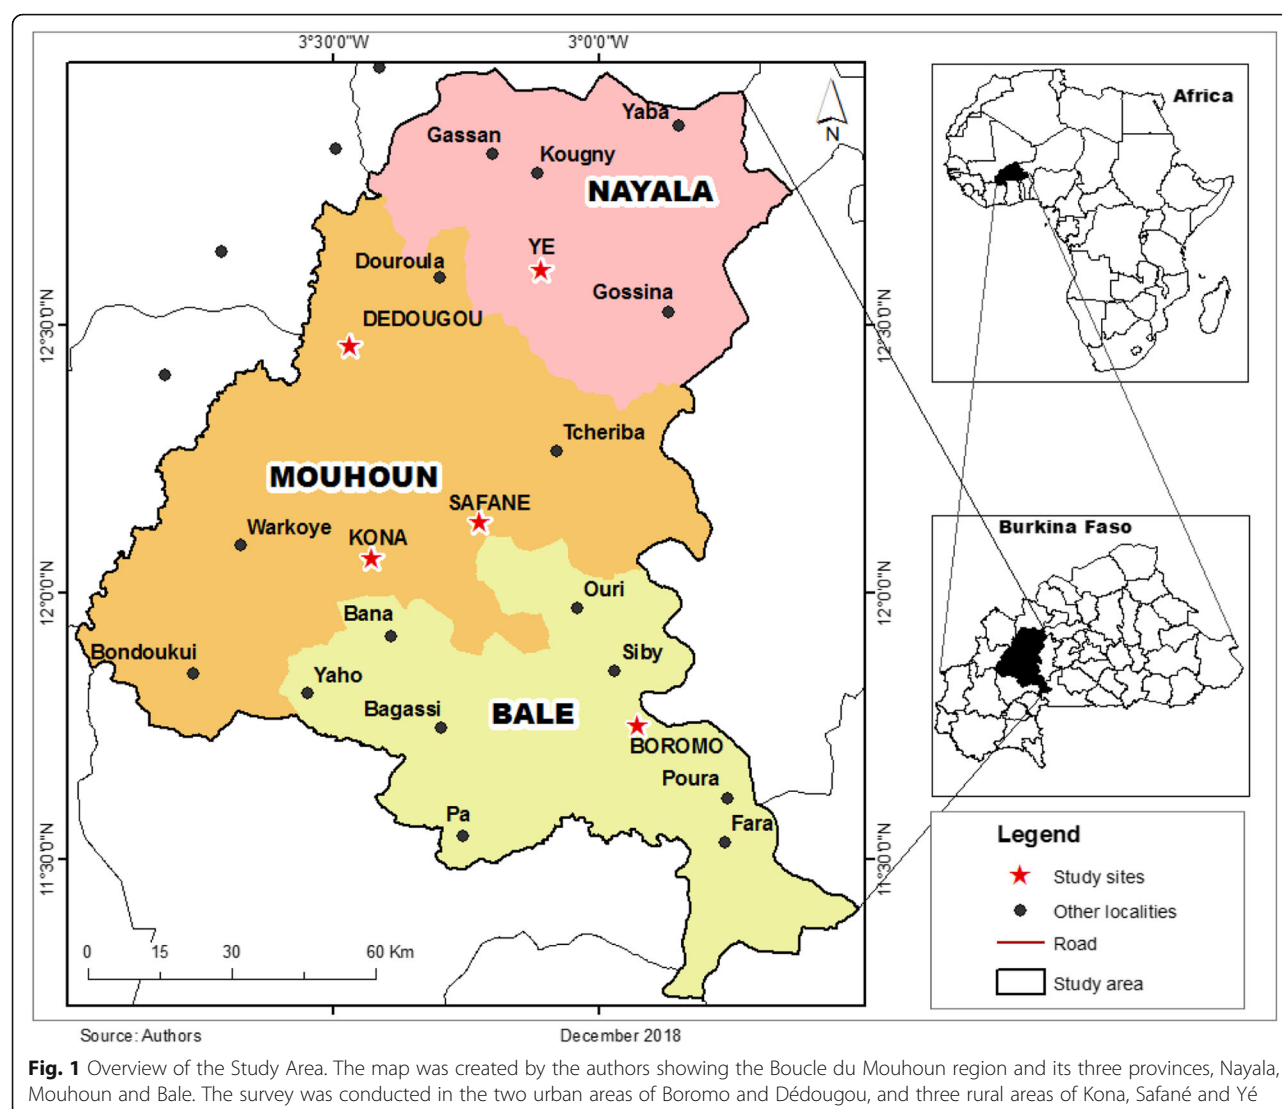 3°30'0"W
3°0'0"W
Yaba
Gassan
Kougny
NAYALA
N
YE
Douroula
Gossina
DEDOUGOU
12°30'0"N
12°30'0"N
Tcheriba
MOUHOUN
SAFANE
Warkoye
KONA
12°0'0"N
12°0'0"N
Ouri
Bana
Bondoukui
Siby
Yaho
Bagassi
BALE
BOROMO
Poura
Pa
Fara
11°30'0"N
11°30'0"N
0 15 30 60 Km
Africa
Burkina Faso
Legend
Study sites
Other localities
Road
Study area
Source: Authors
December 2018
Fig. 1 Overview of the Study Area. The map was created by the authors showing the Boucle du Mouhoun region and its three provinces, Nayala,
Mouhoun and Bale. The survey was conducted in the two urban areas of Boromo and Dédougou, and three rural areas of Kona, Safané and Yé